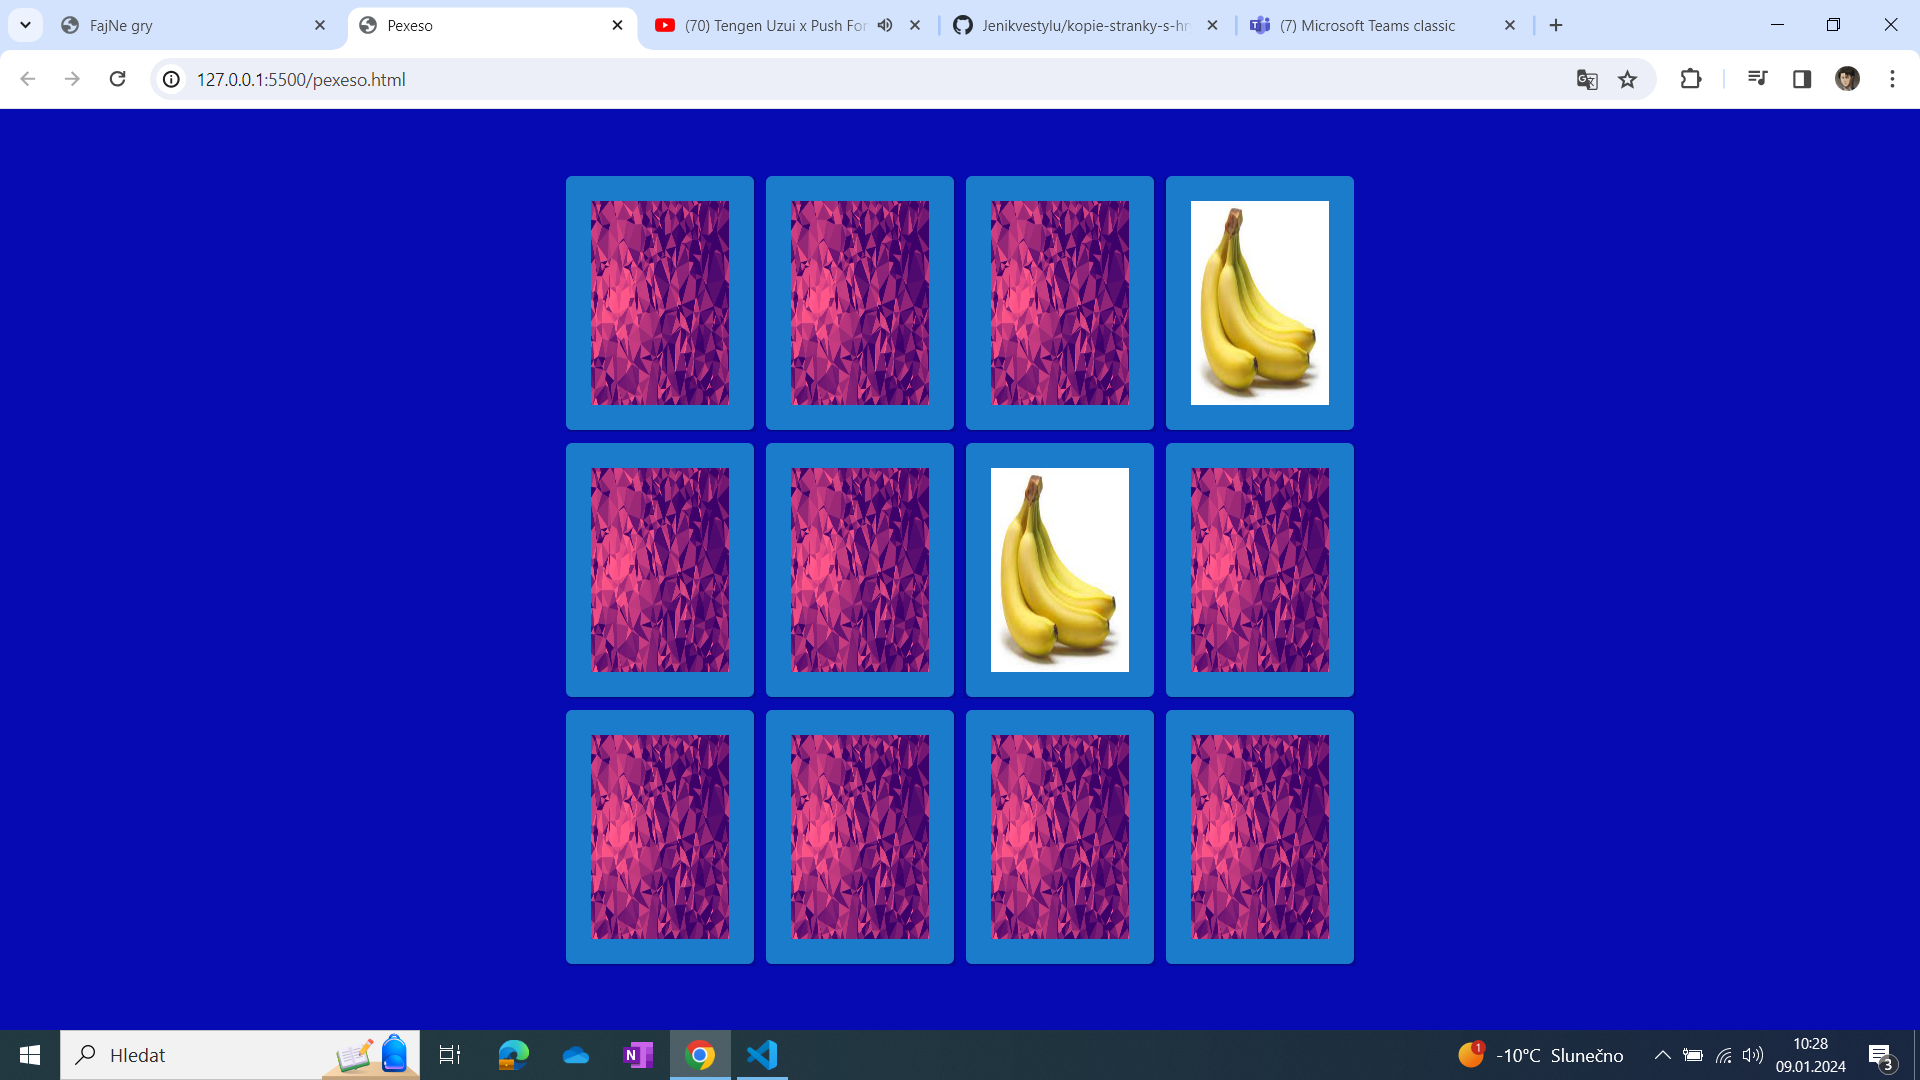 FajNe gry
Pexeso
(70) Tengen Uzui x Push For
Jenikvestylu/kopie-stranky-s-hr
(7) Microsoft Teams classic
127.0.0.1:5500/pexeso.html
Hledat
N
1
-10°C Slunečno
10:28
09.01.2024
3